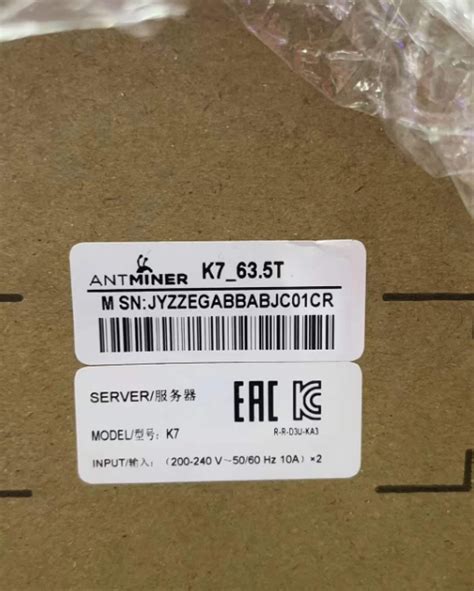 ANTMINER K7_63.5T
M SN:JYZZEGABBABJC01CR
SERVER/服务器
EAC
MODEL/型号: K7
R-R-D3U-KA3
INPUT/输入: (200-240 V~50/60 Hz 10A) ×2